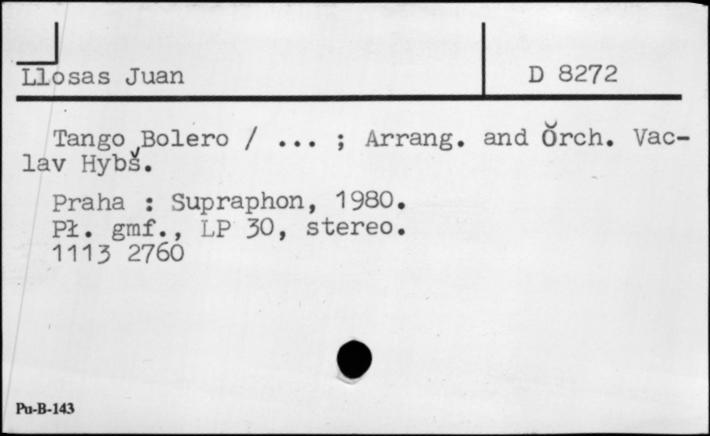 Llosas Juan
D 8272
Tango Bolero / ... ; Arrang. and Ǒrch. Vac-
lav Hybš.
Praha : Supraphon, 1980.
Pł. gmf., LP 30, stereo.
1113 2760
Pu-B-143